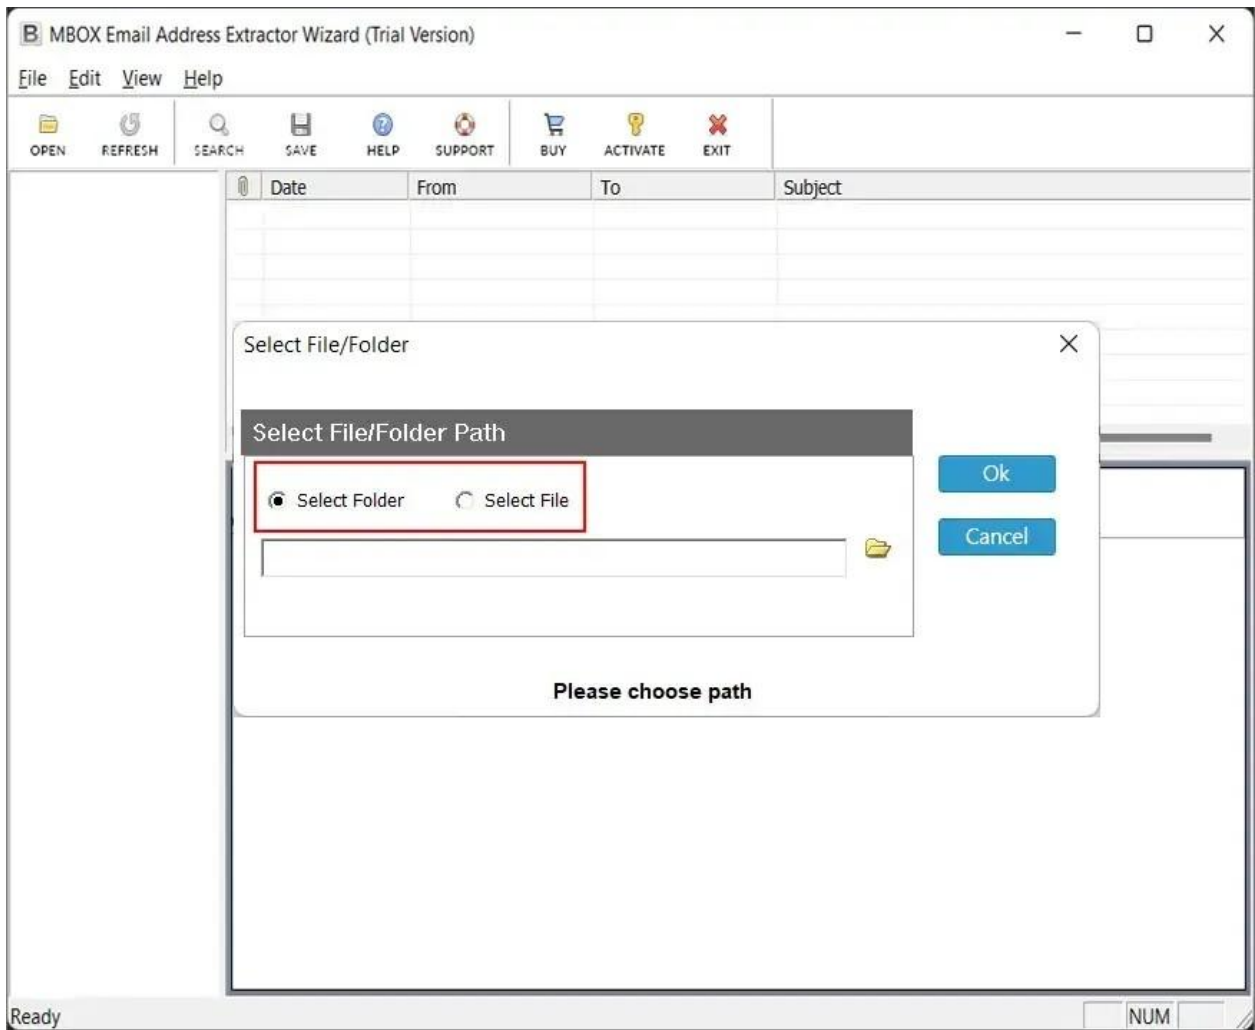 MBOX Email Address Extractor Wizard (Trial Version)
File Edit View Help
OPEN REFRESH SEARCH SAVE HELP SUPPORT BUY ACTIVATE EXIT
Date From To Subject
Select File/Folder
Select File/Folder Path
Select Folder Select File
Ok
Cancel
Please choose path
Ready NUM